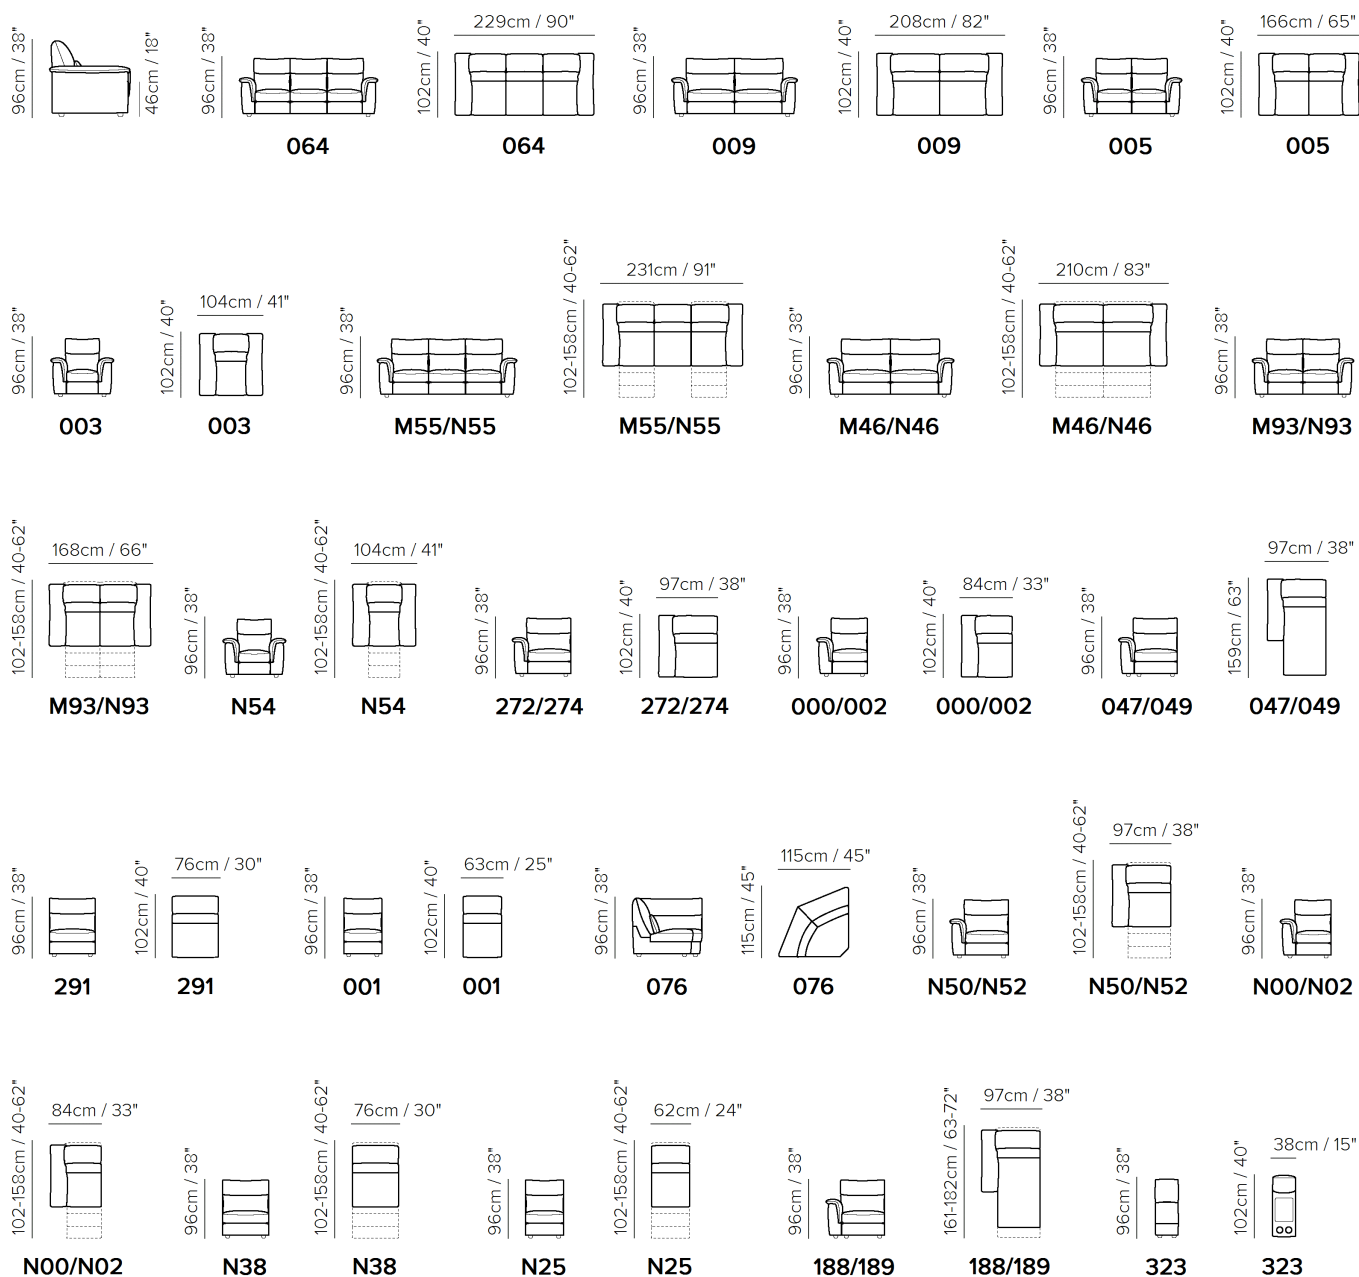 96cm / 38"
46cm / 18"
96cm / 38"
064
229cm / 90"
102cm / 40"
064
96cm / 38"
009
208cm / 82"
102cm / 40"
009
96cm / 38"
005
166cm / 65"
102cm / 40"
005
96cm / 38"
003
104cm / 41"
102cm / 40"
003
96cm / 38"
M55/N55
231cm / 91"
102-158cm / 40-62"
M55/N55
96cm / 38"
M46/N46
210cm / 83"
102-158cm / 40-62"
M46/N46
96cm / 38"
M93/N93
168cm / 66"
102-158cm / 40-62"
M93/N93
96cm / 38"
N54
104cm / 41"
102-158cm / 40-62"
N54
96cm / 38"
272/274
97cm / 38"
102cm / 40"
272/274
96cm / 38"
000/002
84cm / 33"
102cm / 40"
000/002
96cm / 38"
047/049
97cm / 38"
159cm / 63"
047/049
96cm / 38"
291
76cm / 30"
102cm / 40"
291
96cm / 38"
001
63cm / 25"
102cm / 40"
001
96cm / 38"
076
115cm / 45"
115cm / 45"
076
96cm / 38"
N50/N52
97cm / 38"
102-158cm / 40-62"
N50/N52
96cm / 38"
N00/N02
84cm / 33"
102-158cm / 40-62"
N00/N02
96cm / 38"
N38
76cm / 30"
102-158cm / 40-62"
N38
96cm / 38"
N25
62cm / 24"
102-158cm / 40-62"
N25
96cm / 38"
188/189
97cm / 38"
161-182cm / 63-72"
188/189
96cm / 38"
323
38cm / 15"
102cm / 40"
323